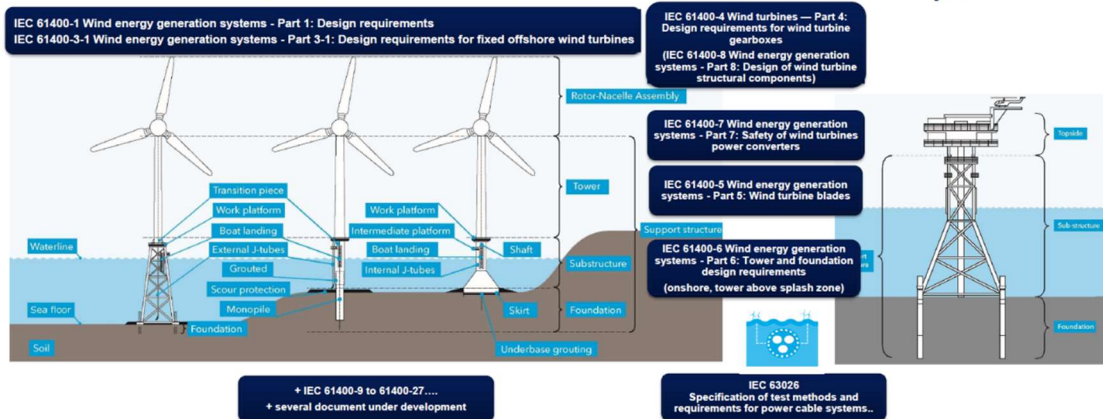 IEC 61400-1 Wind energy generation systems - Part 1: Design requirements
IEC 61400-3-1 Wind energy generation systems - Part 3-1: Design requirements for fixed offshore wind turbines
IEC 61400-4 Wind turbines — Part 4:
Design requirements for wind turbine
gearboxes
(IEC 61400-8 Wind energy generation
systems - Part 8: Design of wind turbine
structural components)
Rotor-Nacelle Assembly
IEC 61400-7 Wind energy generation
systems - Part 7: Safety of wind turbines
power converters
Topside
IEC 61400-5 Wind energy generation
systems - Part 5: Wind turbine blades
Tower
Transition piece
Work platform
Boat landing
External J-tubes
Grouted
Scour protection
Monopile
Work platform
Intermediate platform
Boat landing
Internal J-tubes
Shaft
Skirt
Support structure
Substructure
Foundation
IEC 61400-6 Wind energy generation
systems - Part 6: Tower and foundation
design requirements
(onshore, tower above splash zone)
Sub-structure
Waterline
Sea floor
Foundation
Soil
Underbase grouting
Foundation
+ IEC 61400-9 to 61400-27....
+ several document under development
IEC 63026
Specification of test methods and
requirements for power cable systems..